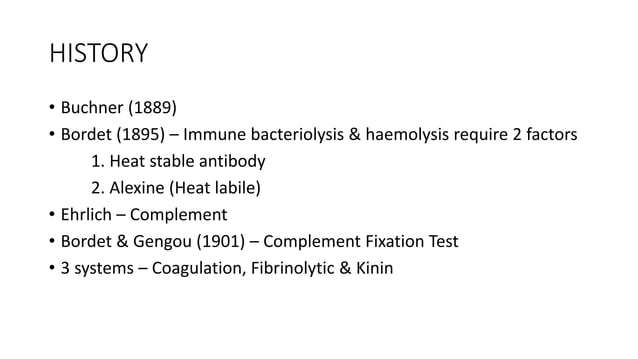 HISTORY
• Buchner (1889)
• Bordet (1895) – Immune bacteriolysis & haemolysis require 2 factors
1. Heat stable antibody
2. Alexine (Heat labile)
• Ehrlich – Complement
• Bordet & Gengou (1901) – Complement Fixation Test
• 3 systems – Coagulation, Fibrinolytic & Kinin